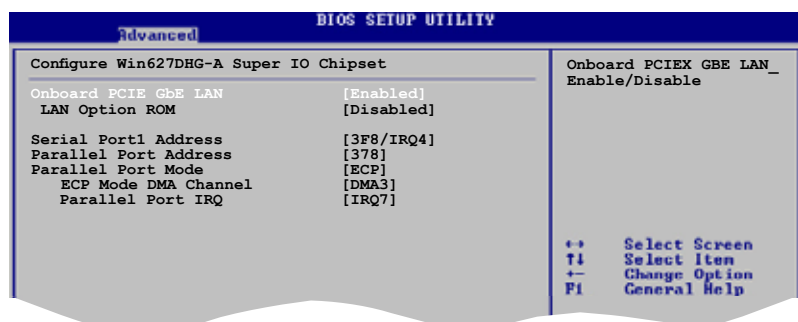 BIOS SETUP UTILITY
Advanced
Configure Win627DHG-A Super IO Chipset
Onboard PCIE GbE LAN [Enabled]
LAN Option ROM [Disabled]
Serial Port1 Address [3F8/IRQ4]
Parallel Port Address [378]
Parallel Port Mode [ECP]
ECP Mode DMA Channel [DMA3]
Parallel Port IRQ [IRQ7]
Onboard PCIEX GBE LAN_
Enable/Disable
↔ Select Screen
↑↓ Select Item
+- Change Option
F1 General Help